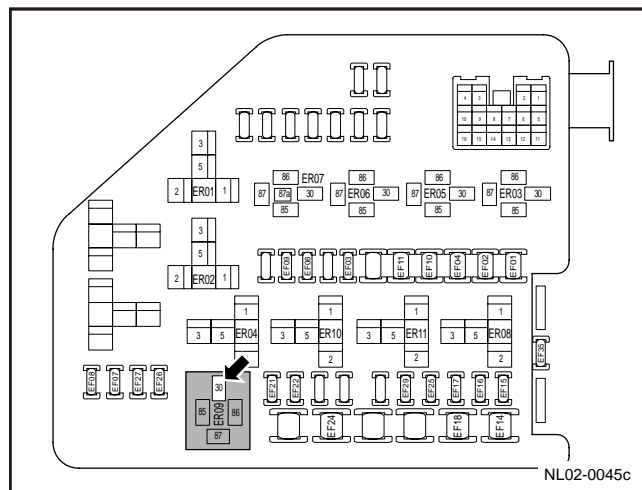 4 3 2 1
10 9 8 7 6 5
16 15 14 13 12 11
3
5
2 ER01 1
86 ER07
87 87a 30
85
86
87 ER06 30
85
86
87 ER05 30
85
86
87 ER03 30
85
3
5
2 ER02 1
EF09 EF06 EF03 EF11 EF10 EF04 EF02 EF01
1
3 5 ER04
1
3 5 ER10
2
1
3 5 ER11
2
1
3 5 ER08
2
EF35
EF08 EF07 EF27 EF26
30
85 ER09 86
87
EF21 EF22 EF29 EF25 EF17 EF16 EF15
EF24 EF18 EF14
NL02-0045c